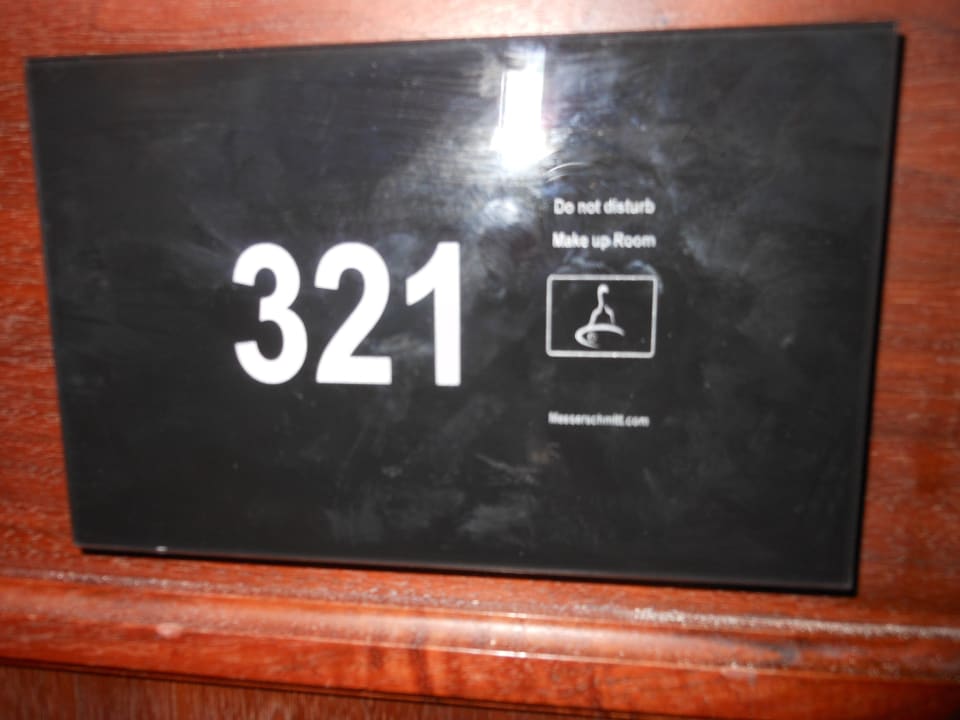 321
Do not disturb
Make up Room
Messerschmitt.com